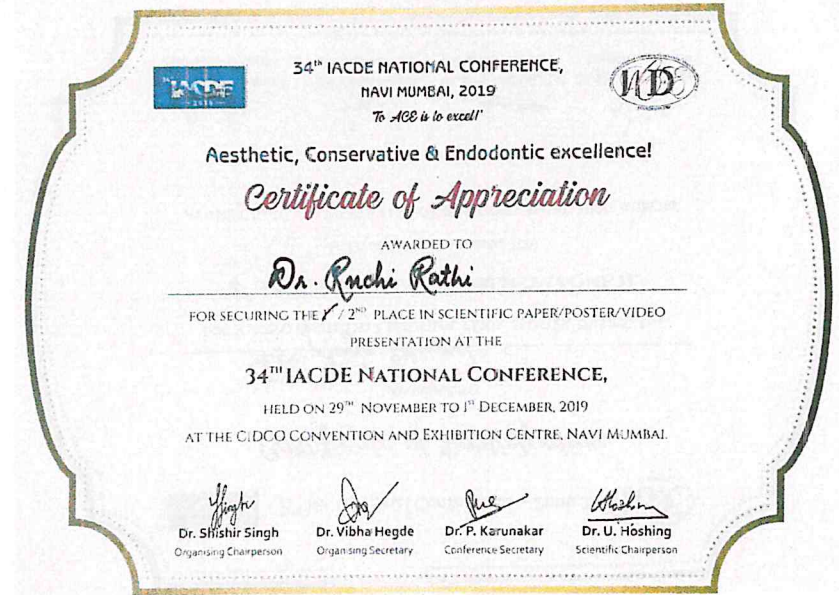 34th IACDE NATIONAL CONFERENCE,
NAVI MUMBAI, 2019
To ACE is to excel!'
IACDE
2019
Aesthetic, Conservative & Endodontic excellence!
Certificate of Appreciation
AWARDED TO
Dr. Ruchi Rathi
FOR SECURING THE / 2ND PLACE IN SCIENTIFIC PAPER/POSTER/VIDEO
PRESENTATION AT THE
34TH IACDE NATIONAL CONFERENCE,
HELD ON 29TH NOVEMBER TO 1ST DECEMBER, 2019
AT THE CIDCO CONVENTION AND EXHIBITION CENTRE, NAVI MUMBAI.
Dr. Shishir Singh
Organising Chairperson
Dr. Vibha Hegde
Organising Secretary
Dr. P. Karunakar
Conference Secretary
Dr. U. Hoshing
Scientific Chairperson